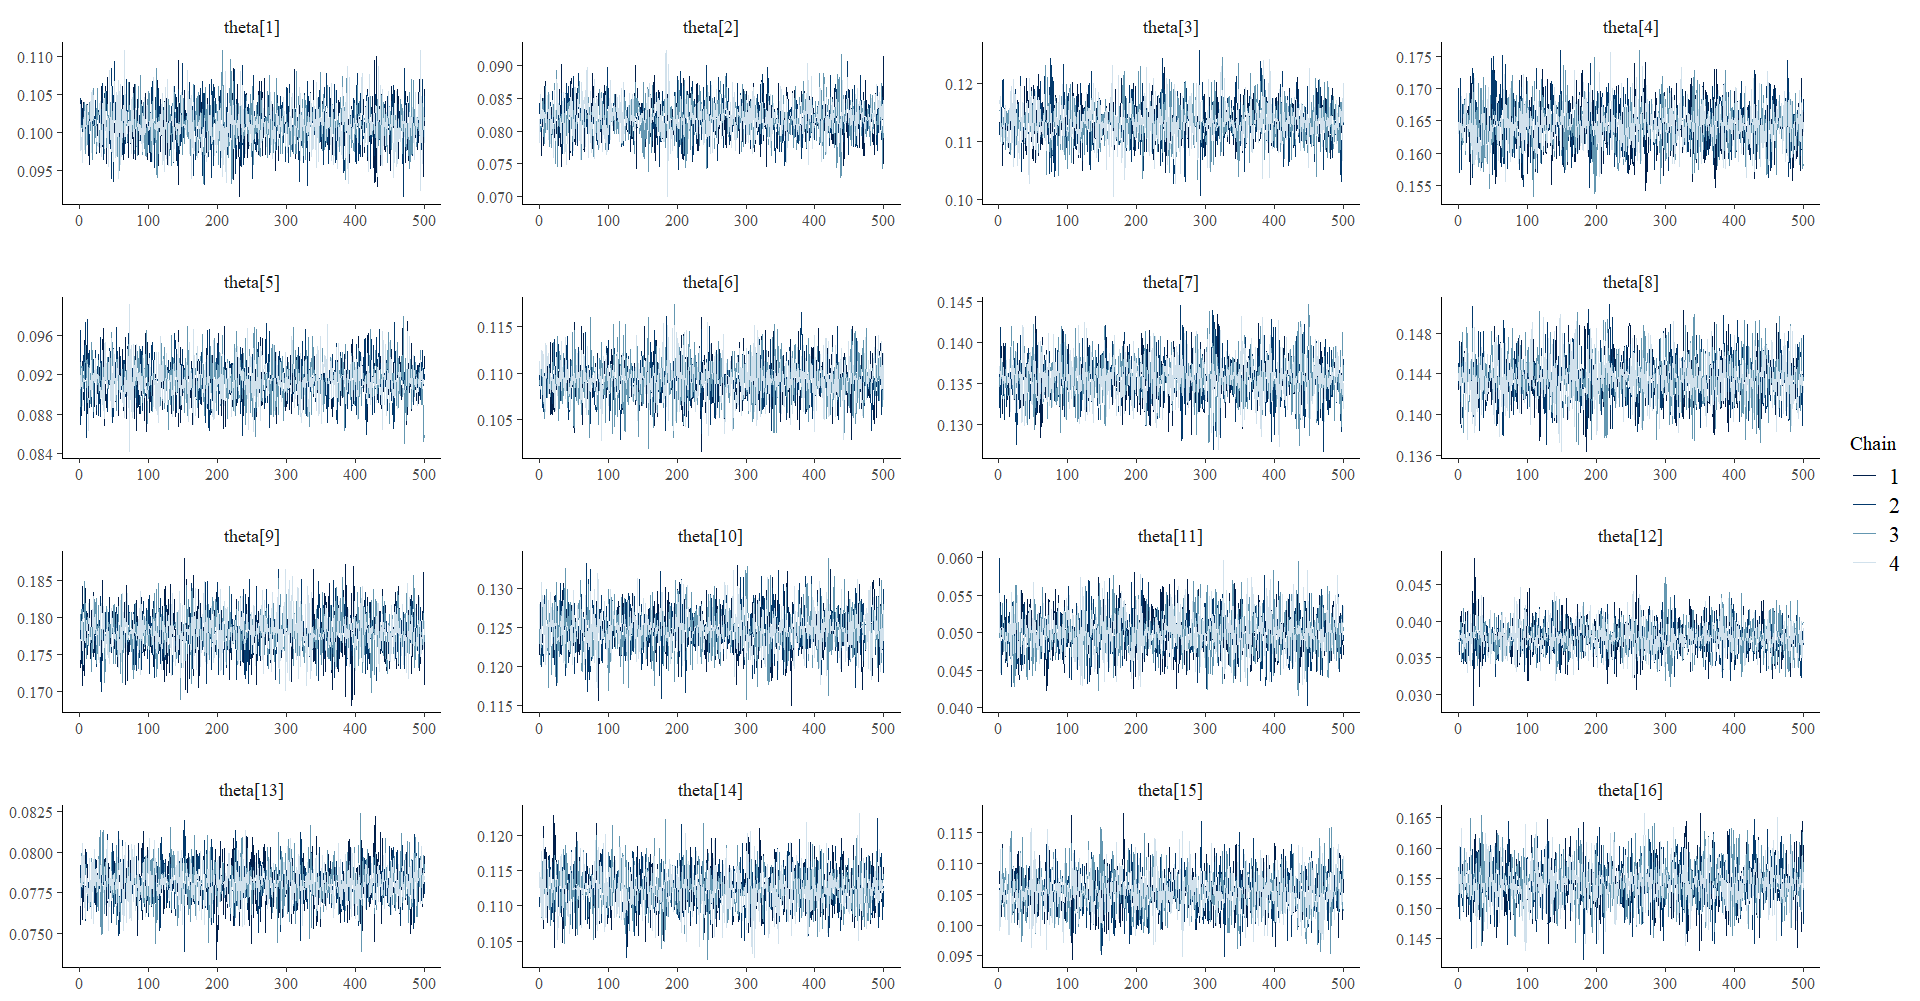 theta[1] theta[2] theta[3] theta[4]
0.110 0.105 0.100 0.095
0.090 0.085 0.080 0.075 0.070
0.12 0.11 0.10
0.175 0.170 0.165 0.160 0.155
0 100 200 300 400 500 0 100 200 300 400 500 0 100 200 300 400 500 0 100 200 300 400 500
theta[5] theta[6] theta[7] theta[8]
0.096 0.092 0.088 0.084
0.115 0.110 0.105
0.145 0.140 0.135 0.130
0.148 0.144 0.140 0.136
0 100 200 300 400 500 0 100 200 300 400 500 0 100 200 300 400 500 0 100 200 300 400 500
theta[9] theta[10] theta[11] theta[12]
0.185 0.180 0.175 0.170
0.130 0.125 0.120 0.115
0.060 0.055 0.050 0.045 0.040
0.045 0.040 0.035 0.030
0 100 200 300 400 500 0 100 200 300 400 500 0 100 200 300 400 500 0 100 200 300 400 500
theta[13] theta[14] theta[15] theta[16]
0.0825 0.0800 0.0775 0.0750
0.120 0.115 0.110 0.105
0.115 0.110 0.105 0.100 0.095
0.165 0.160 0.155 0.150 0.145
0 100 200 300 400 500 0 100 200 300 400 500 0 100 200 300 400 500 0 100 200 300 400 500
Chain
1
2
3
4